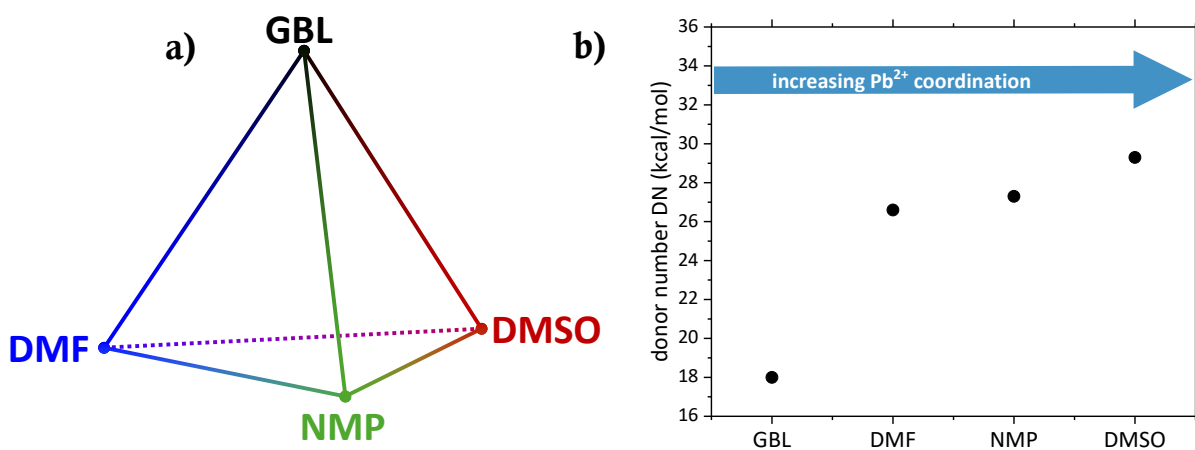 a)
GBL
DMF
DMSO
NMP
b)
donor number DN (kcal/mol)
36
34
32
30
28
26
24
22
20
18
16
increasing Pb²⁺ coordination
GBL DMF NMP DMSO